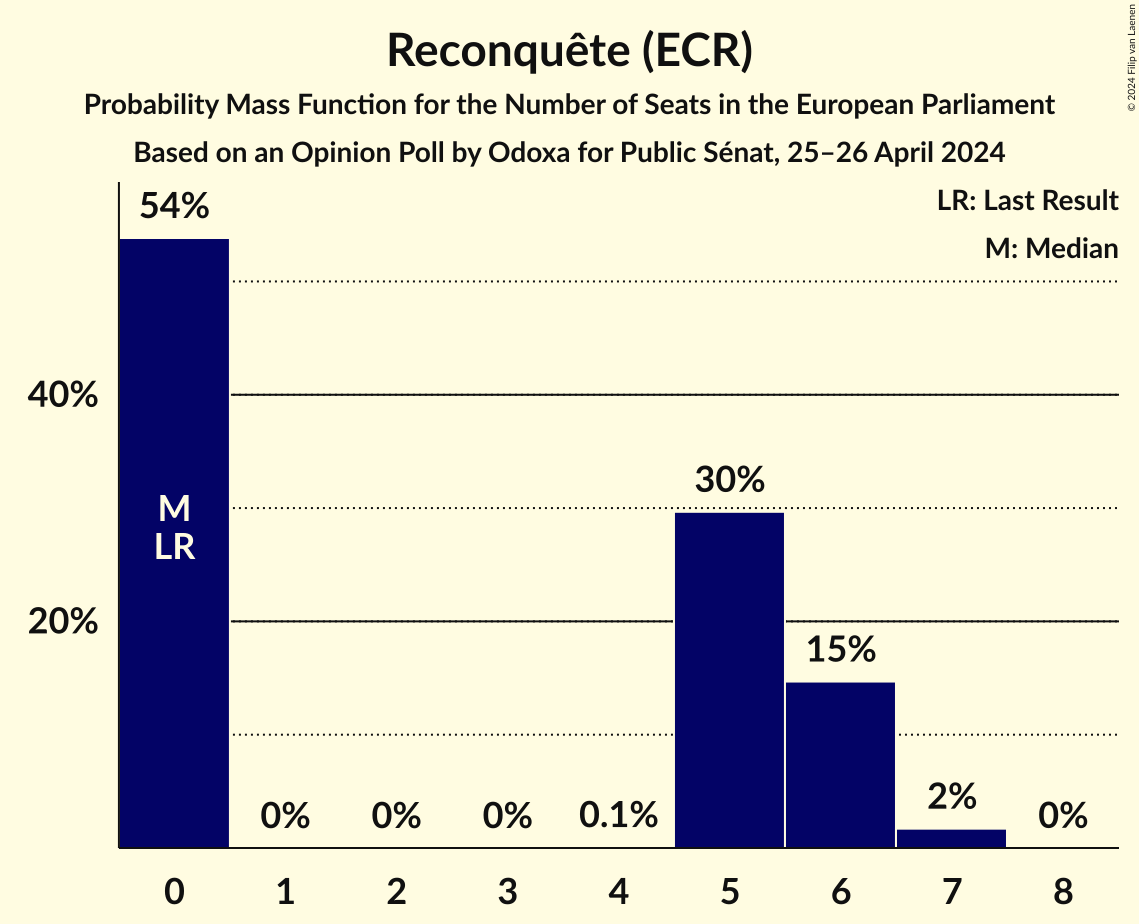 Reconquête (ECR)
Probability Mass Function for the Number of Seats in the European Parliament
Based on an Opinion Poll by Odoxa for Public Sénat, 25–26 April 2024
© 2024 Filip van Laenen
LR: Last Result
M: Median
54%
40%
30%
M
LR
20%
15%
2%
0%
0%
0%
0.1%
0%
0
1
2
3
4
5
6
7
8